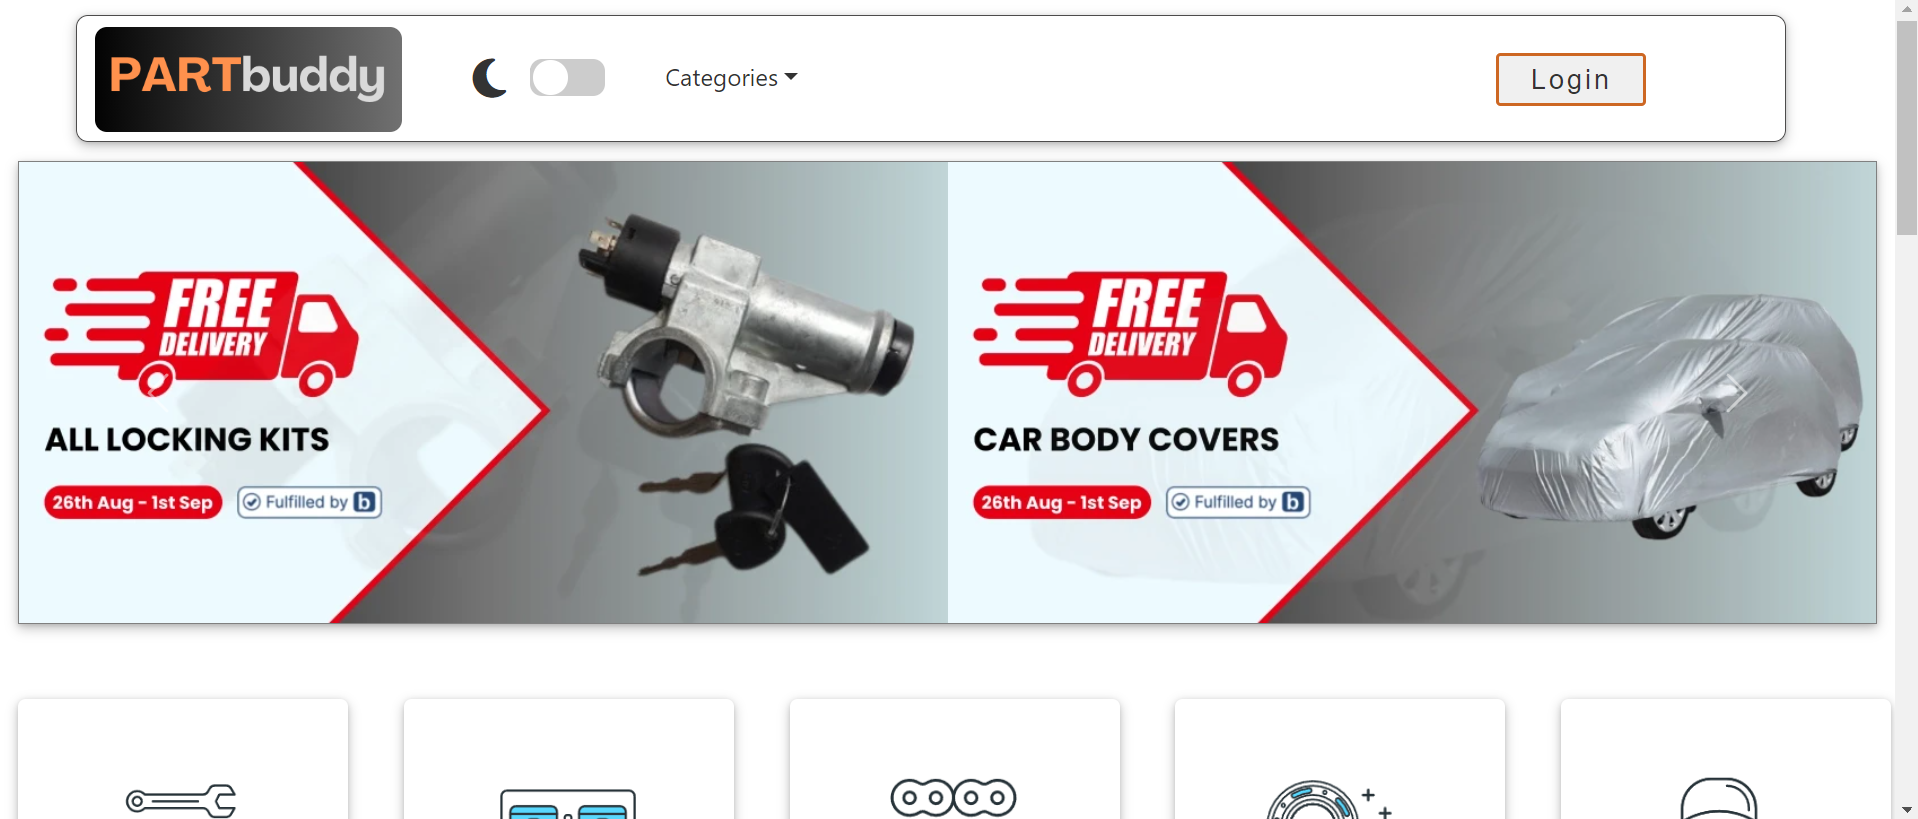 PARTbuddy
Categories
Login
FREE
DELIVERY
ALL LOCKING KITS
26th Aug - 1st Sep
Fulfilled by b
FREE
DELIVERY
CAR BODY COVERS
26th Aug - 1st Sep
Fulfilled by b